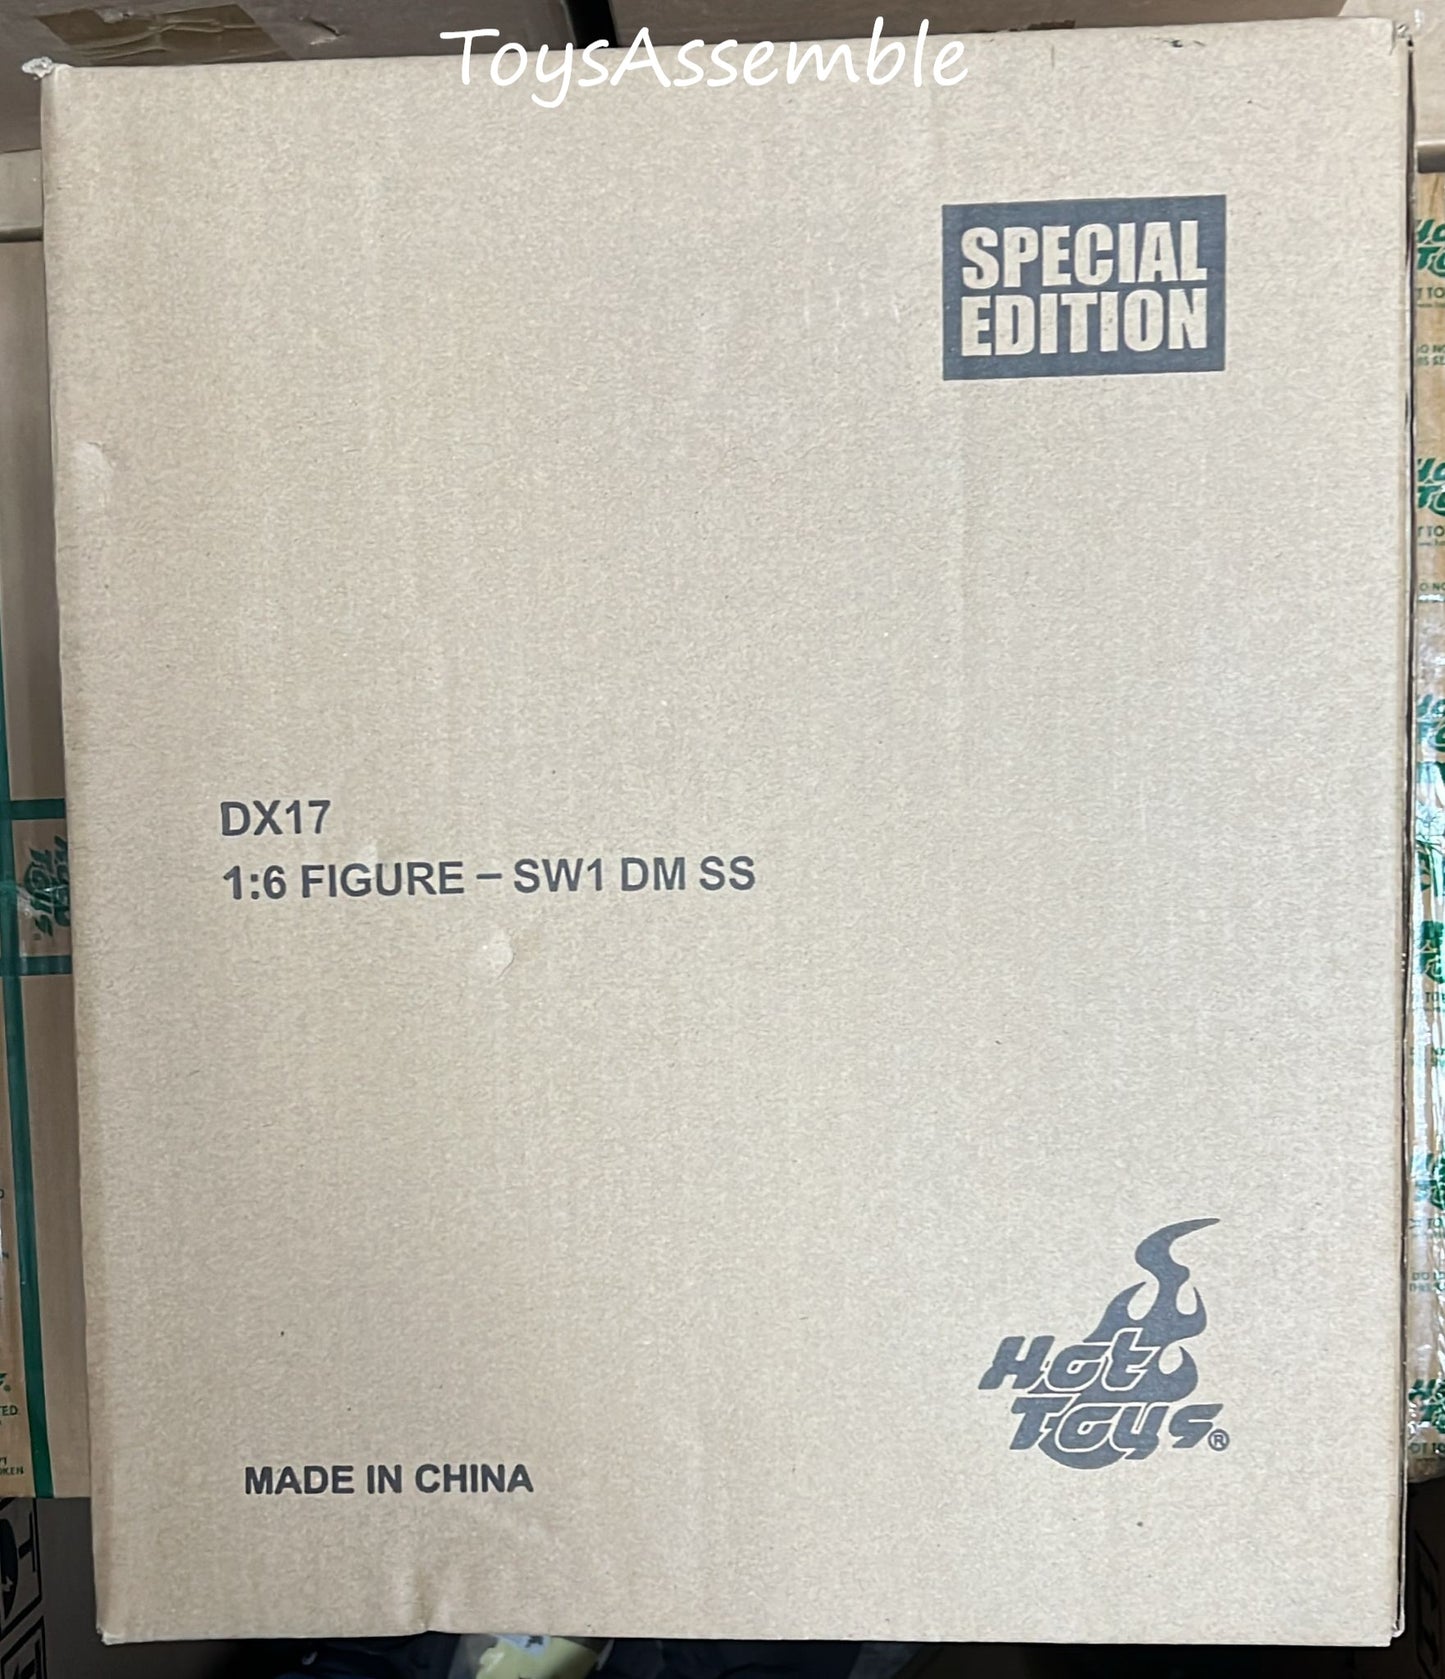 ToysAssemble
SPECIAL
EDITION
DX17
1:6 FIGURE – SW1 DM SS
Hot
Toys®
MADE IN CHINA